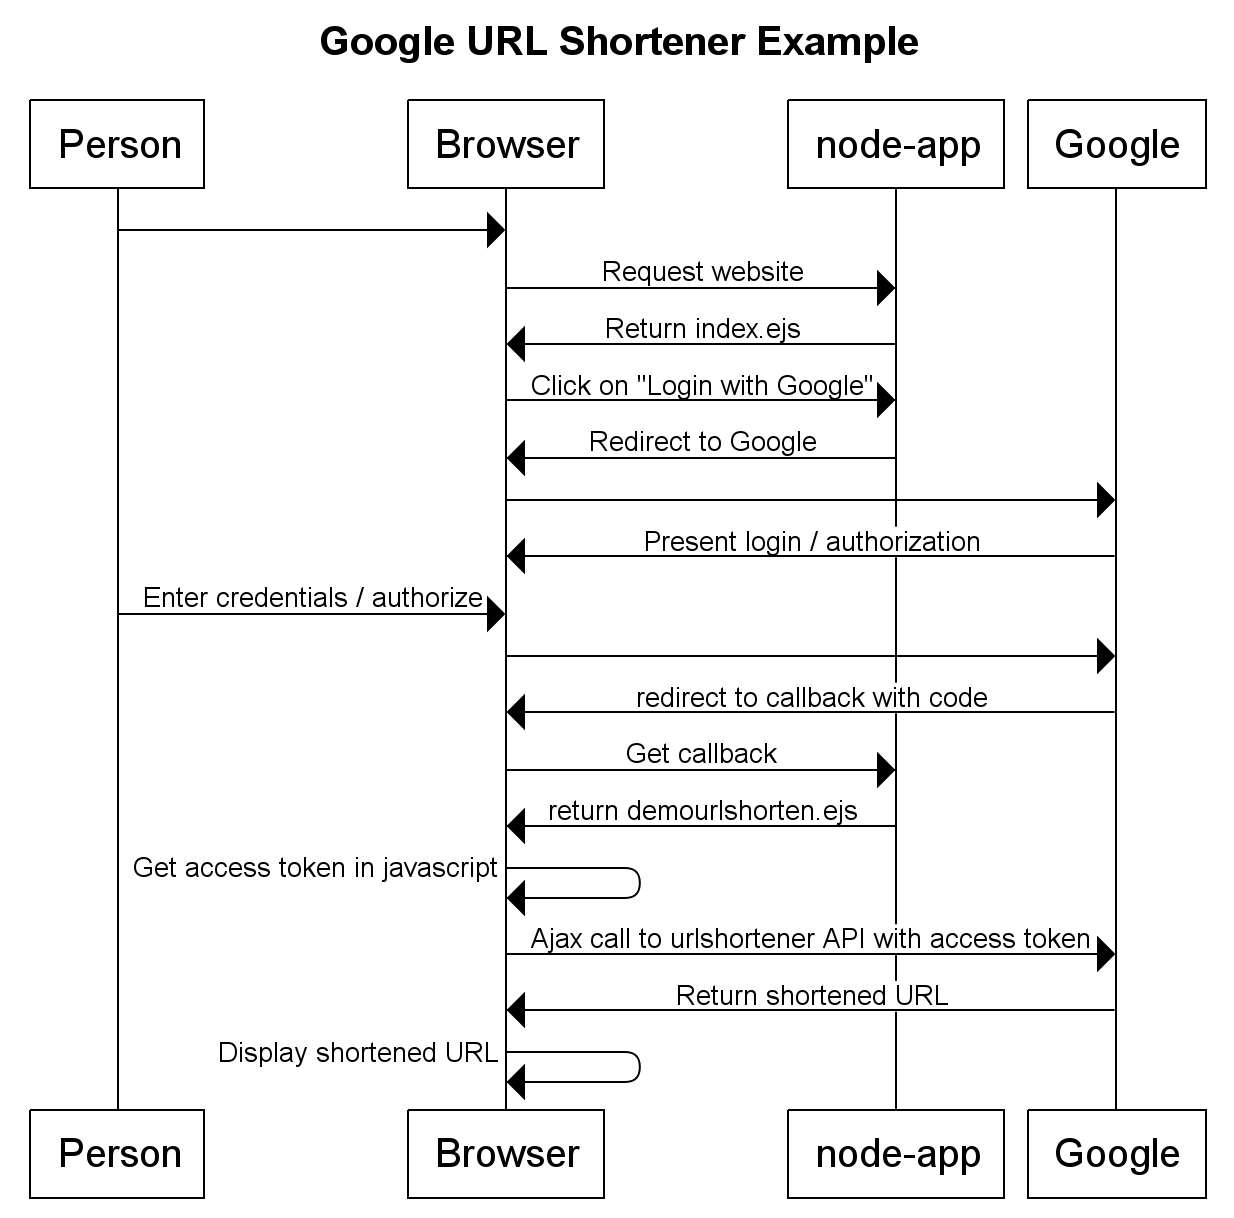 Google URL Shortener Example
Person
Browser
node-app
Google
Request website
Return index.ejs
Click on "Login with Google"
Redirect to Google
Present login / authorization
Enter credentials / authorize
redirect to callback with code
Get callback
return demourlshorten.ejs
Get access token in javascript
Ajax call to urlshortener API with access token
Return shortened URL
Display shortened URL
Person
Browser
node-app
Google